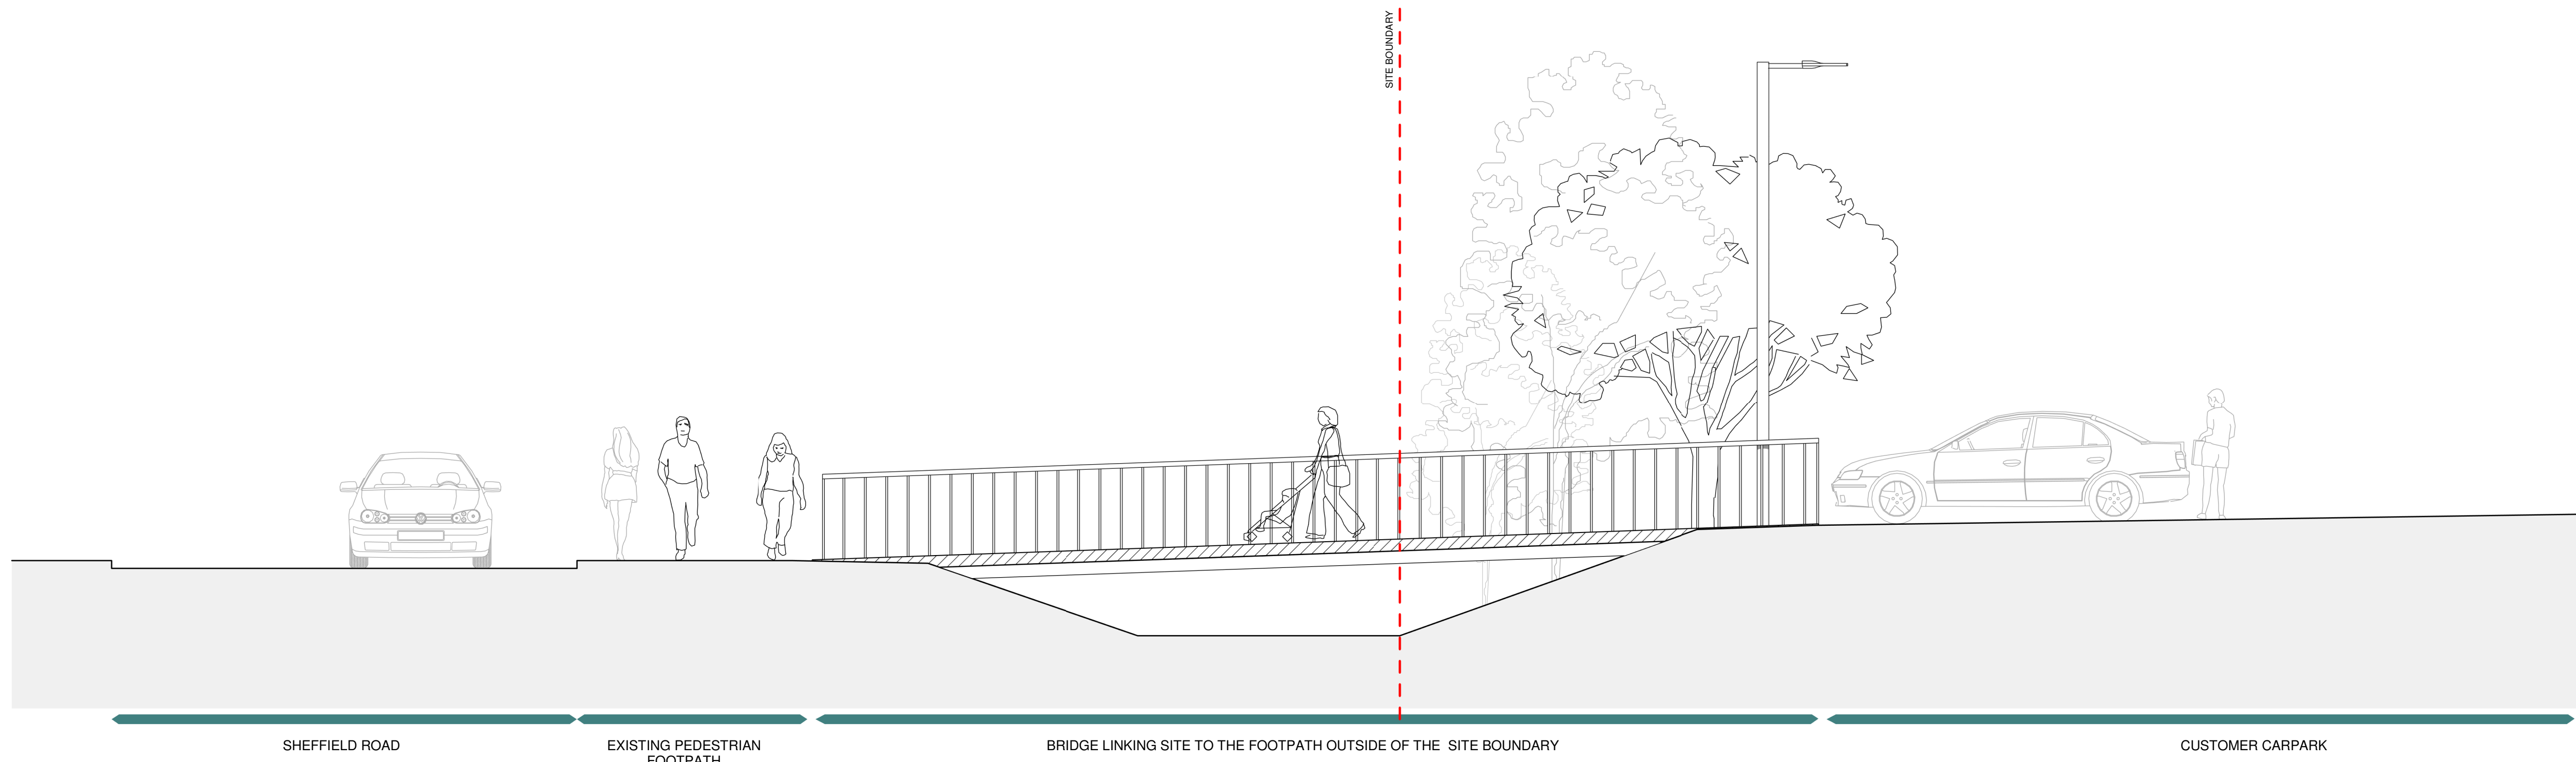 SITE BOUNDARY
SHEFFIELD ROAD
EXISTING PEDESTRIAN
FOOTPATH
BRIDGE LINKING SITE TO THE FOOTPATH OUTSIDE OF THE  SITE BOUNDARY
CUSTOMER CARPARK